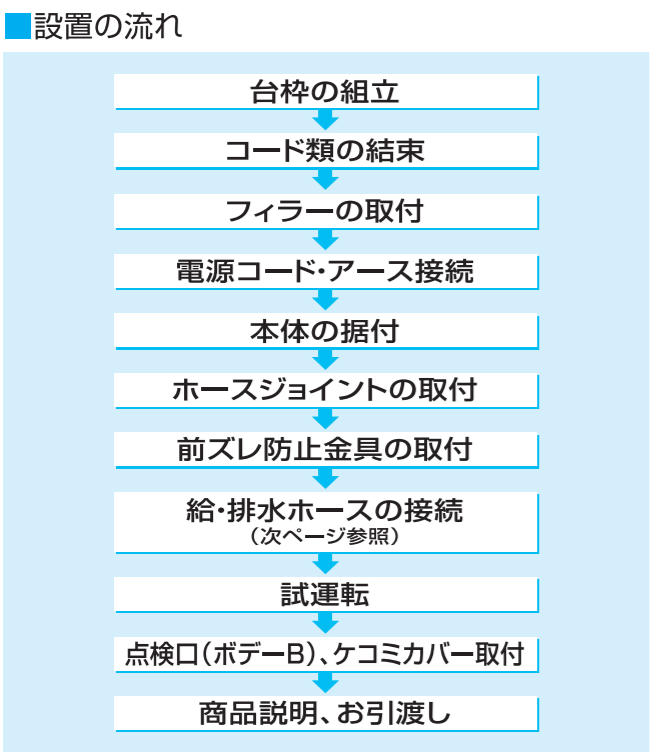 ■設置の流れ
台枠の組立
コード類の結束
フィラーの取付
電源コード・アース接続
本体の据付
ホースジョイントの取付
前ズレ防止金具の取付
給・排水ホースの接続
（次ページ参照）
試運転
点検口（ボデーB）、ケコミカバー取付
商品説明、お引渡し